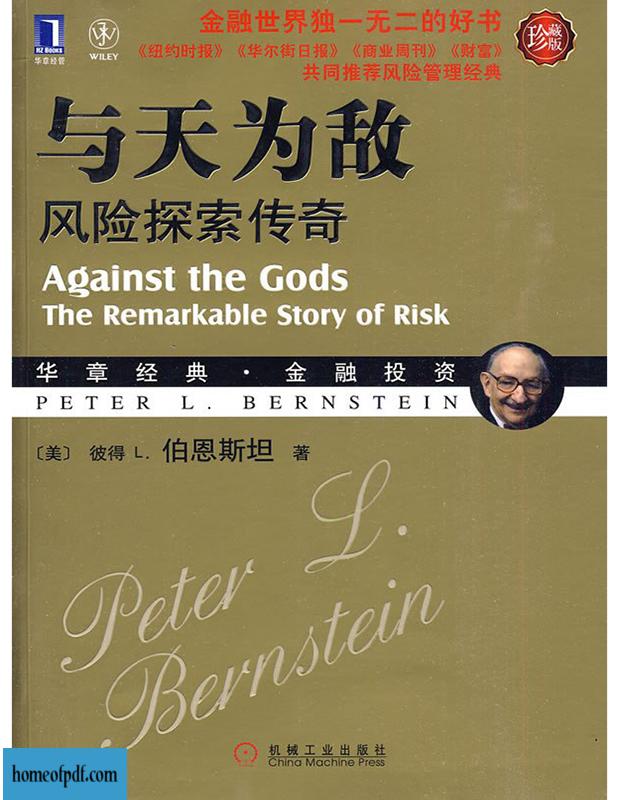 金融世界独一无二的好书
《纽约时报》《华尔街日报》《商业周刊》《财富》
共同推荐风险管理经典
珍藏版
HZ Books
华章经管
WILEY
与天为敌
风险探索传奇
Against the Gods
The Remarkable Story of Risk
华章经典·金融投资
PETER L. BERNSTEIN
〔美〕 彼得 L. 伯恩斯坦 著
Peter L.
Bernstein
机械工业出版社
China Machine Press
homeofpdf.com